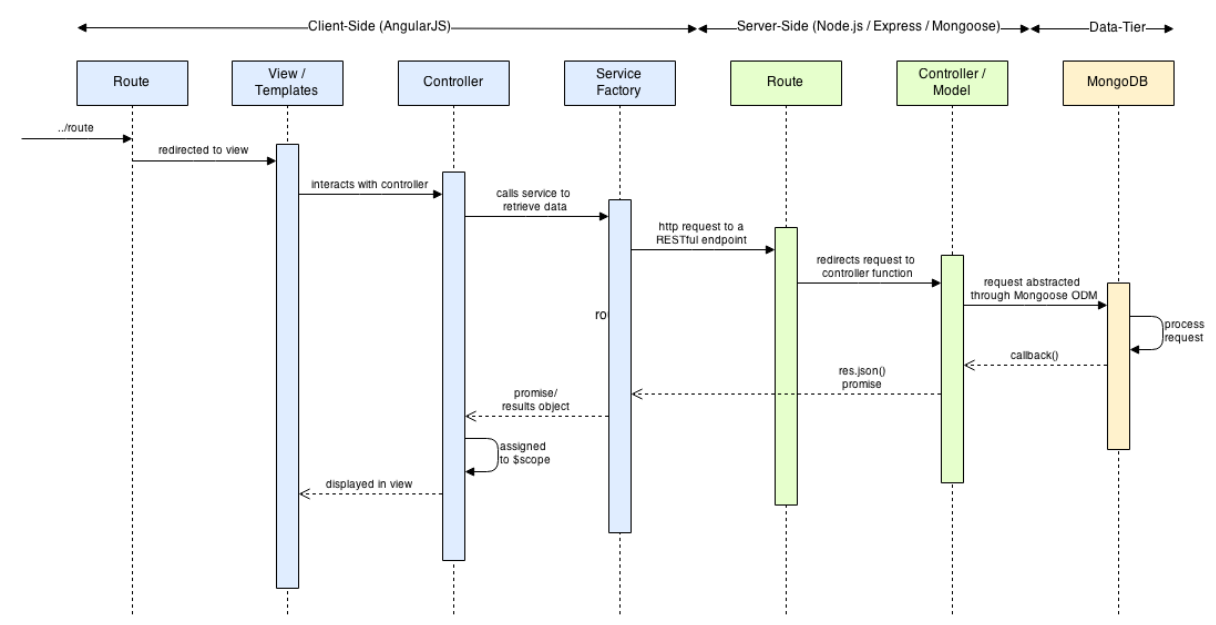 Client-Side (AngularJS)
Server-Side (Node.js / Express / Mongoose)
Data-Tier
Route
View /
Templates
Controller
Service
Factory
Route
Controller /
Model
MongoDB
../route
redirected to view
interacts with controller
calls service to
retrieve data
http request to a
RESTful endpoint
redirects request to
controller function
request abstracted
through Mongoose ODM
rou
process
request
callback()
res.json()
promise
promise/
results object
assigned
to $scope
displayed in view